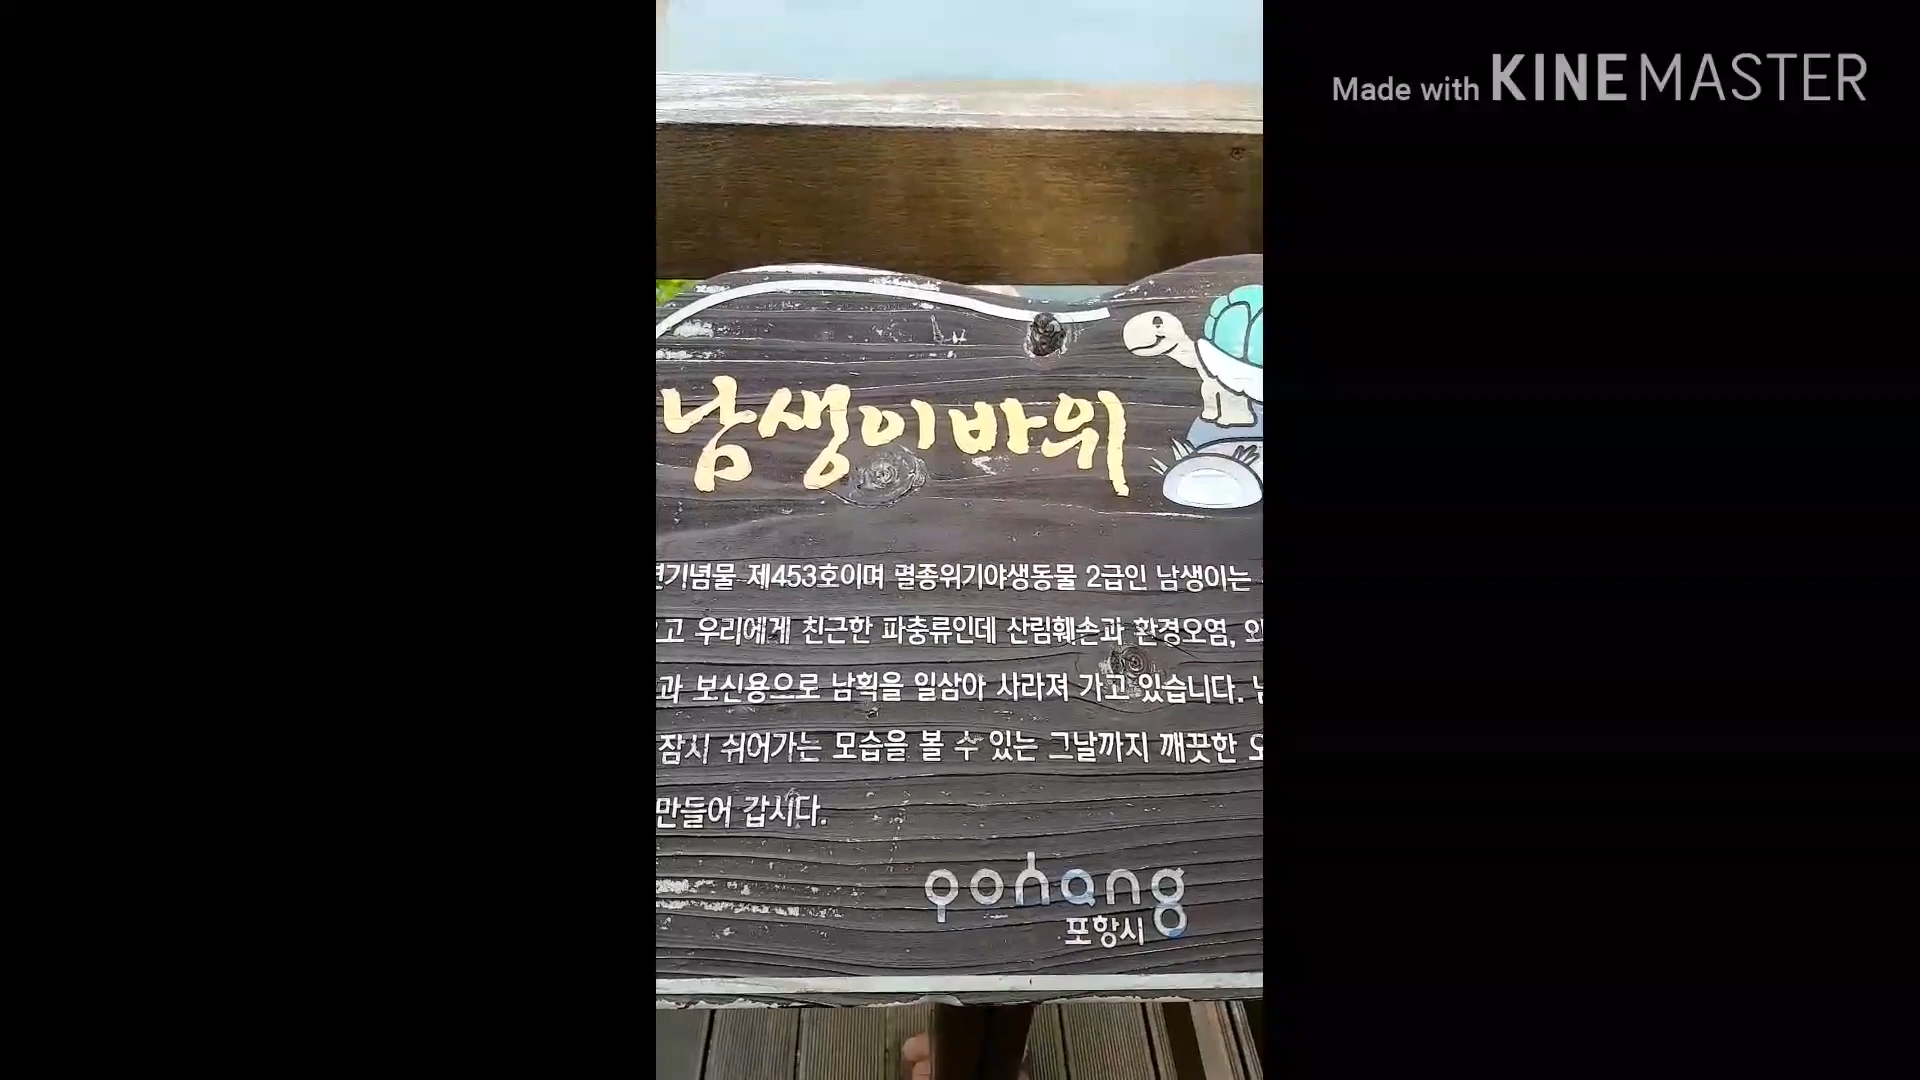 Made with KINEMASTER
남생이바위
연기념물 제453호이며 멸종위기야생동물 2급인 남생이는
고 우리에게 친근한 파충류인데 산림훼손과 환경오염,
과 보신용으로 남획을 일삼아 사라져 가고 있습니다.
잠시 쉬어가는 모습을 볼 수 있는 그날까지 깨끗한
만들어 갑시다.
pohang
포항시